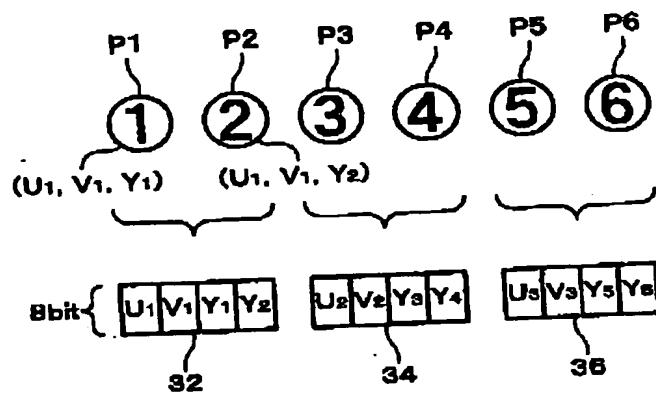 P1 P2 P3 P4 P5 P6
1 2 3 4 5 6
(U1, V1, Y1) (U1, V1, Y2)
8bit U1 V1 Y1 Y2 U2 V2 Y3 Y4 U3 V3 Y5 Y6
32 34 36